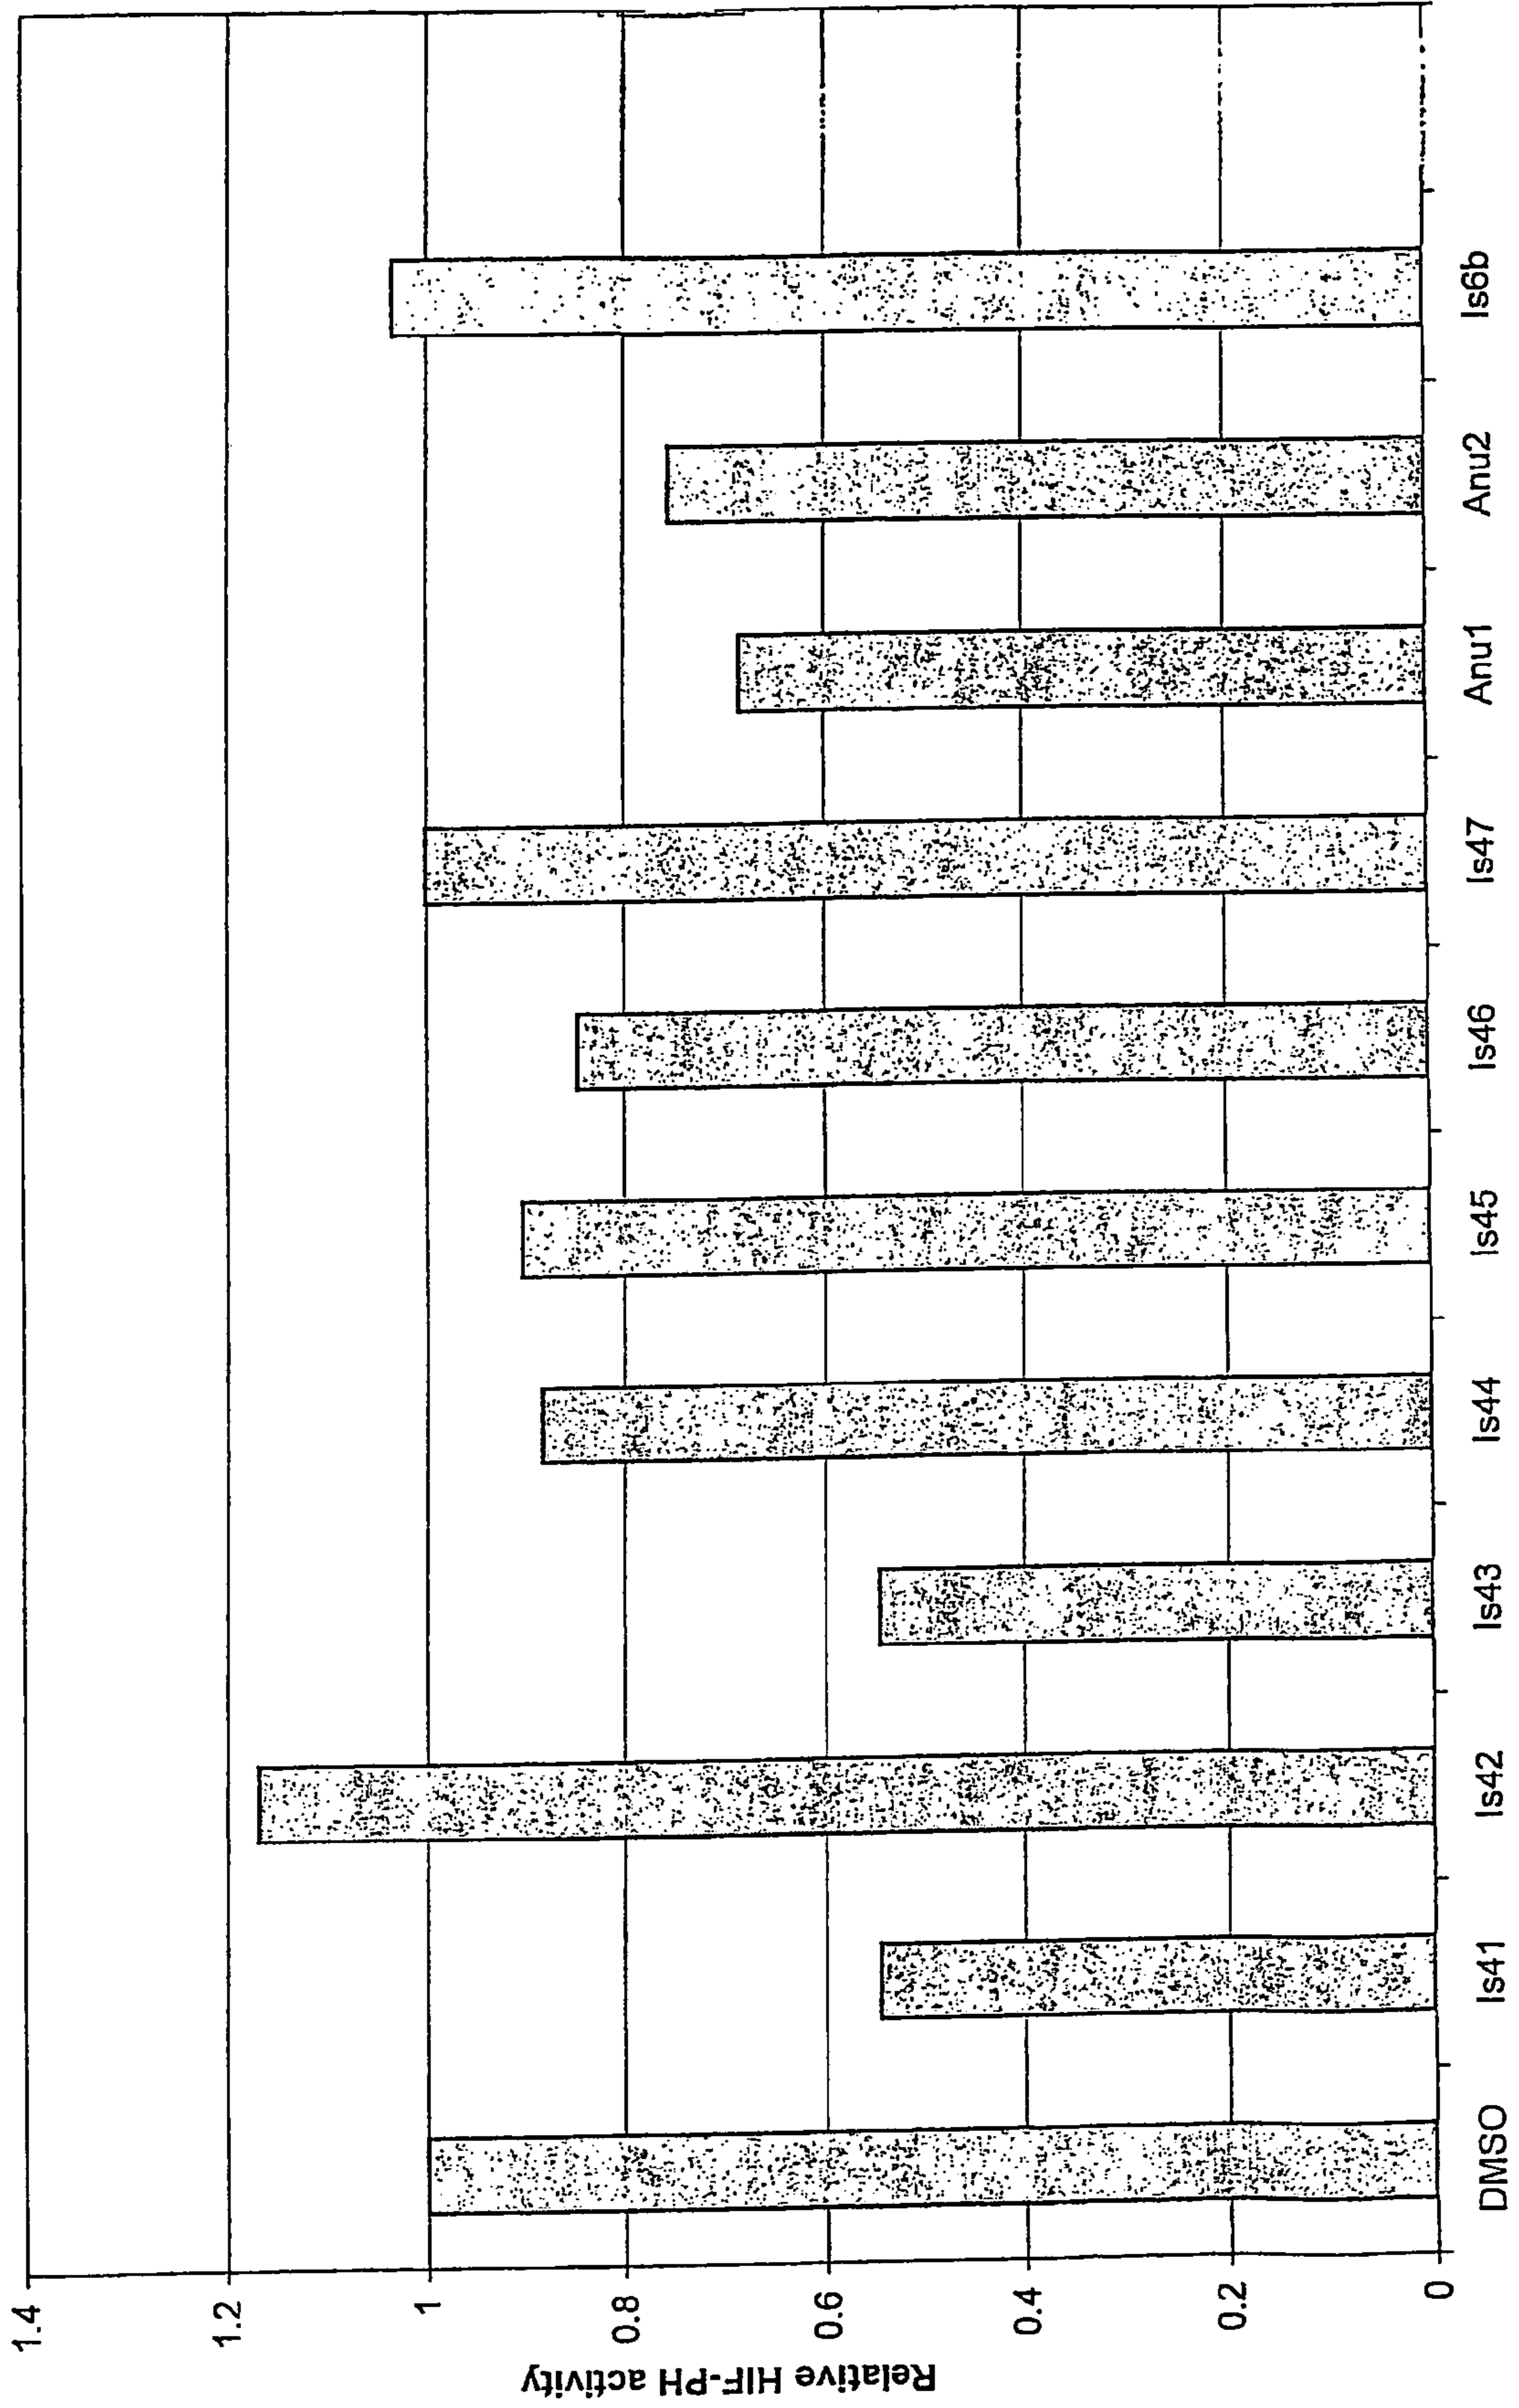 Relative HIF-PH activity
1.4
1.2
1
0.8
0.6
0.4
0.2
0
DMSO
Is41
Is42
Is43
Is44
Is45
Is46
Is47
Anu1
Anu2
Is6b